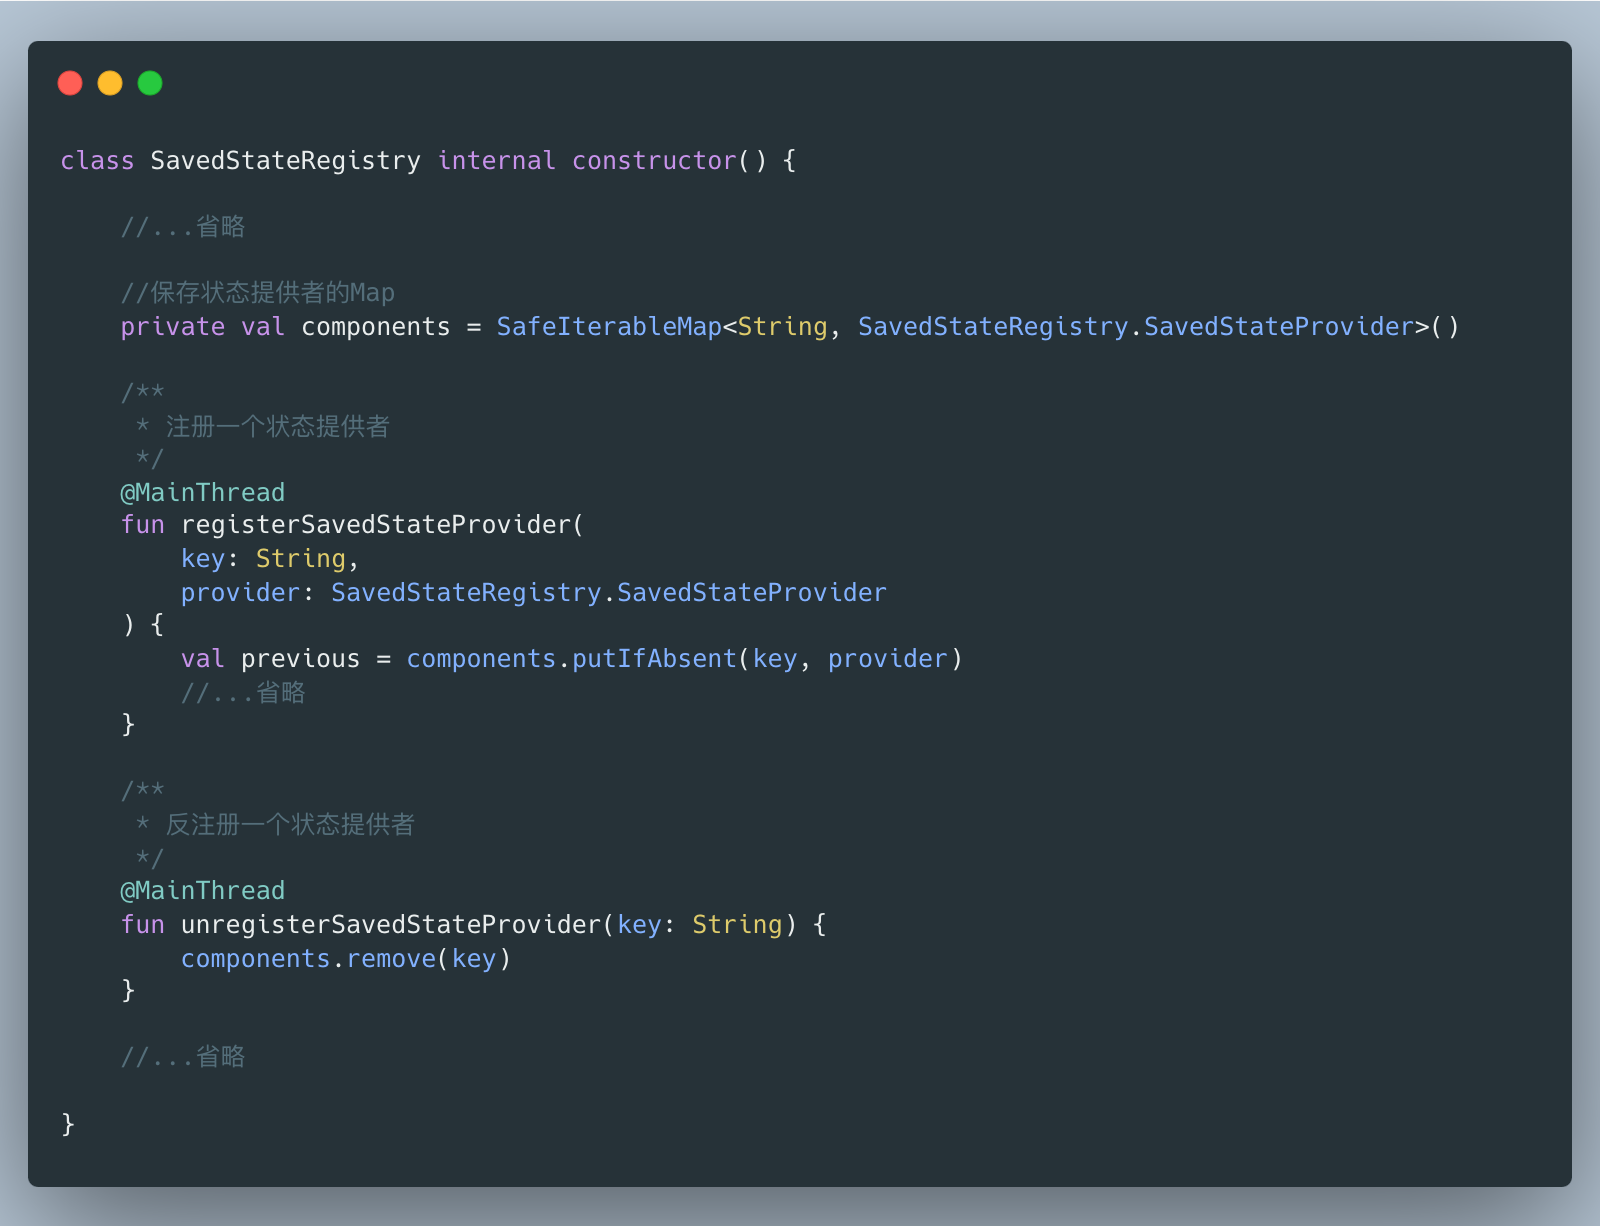 class SavedStateRegistry internal constructor() {
//...省略
//保存状态提供者的Map
private val components = SafeIterableMap<String, SavedStateRegistry.SavedStateProvider>()
/**
* 注册一个状态提供者
*/
@MainThread
fun registerSavedStateProvider(
key: String,
provider: SavedStateRegistry.SavedStateProvider
) {
val previous = components.putIfAbsent(key, provider)
//...省略
}
/**
* 反注册一个状态提供者
*/
@MainThread
fun unregisterSavedStateProvider(key: String) {
components.remove(key)
}
//...省略
}